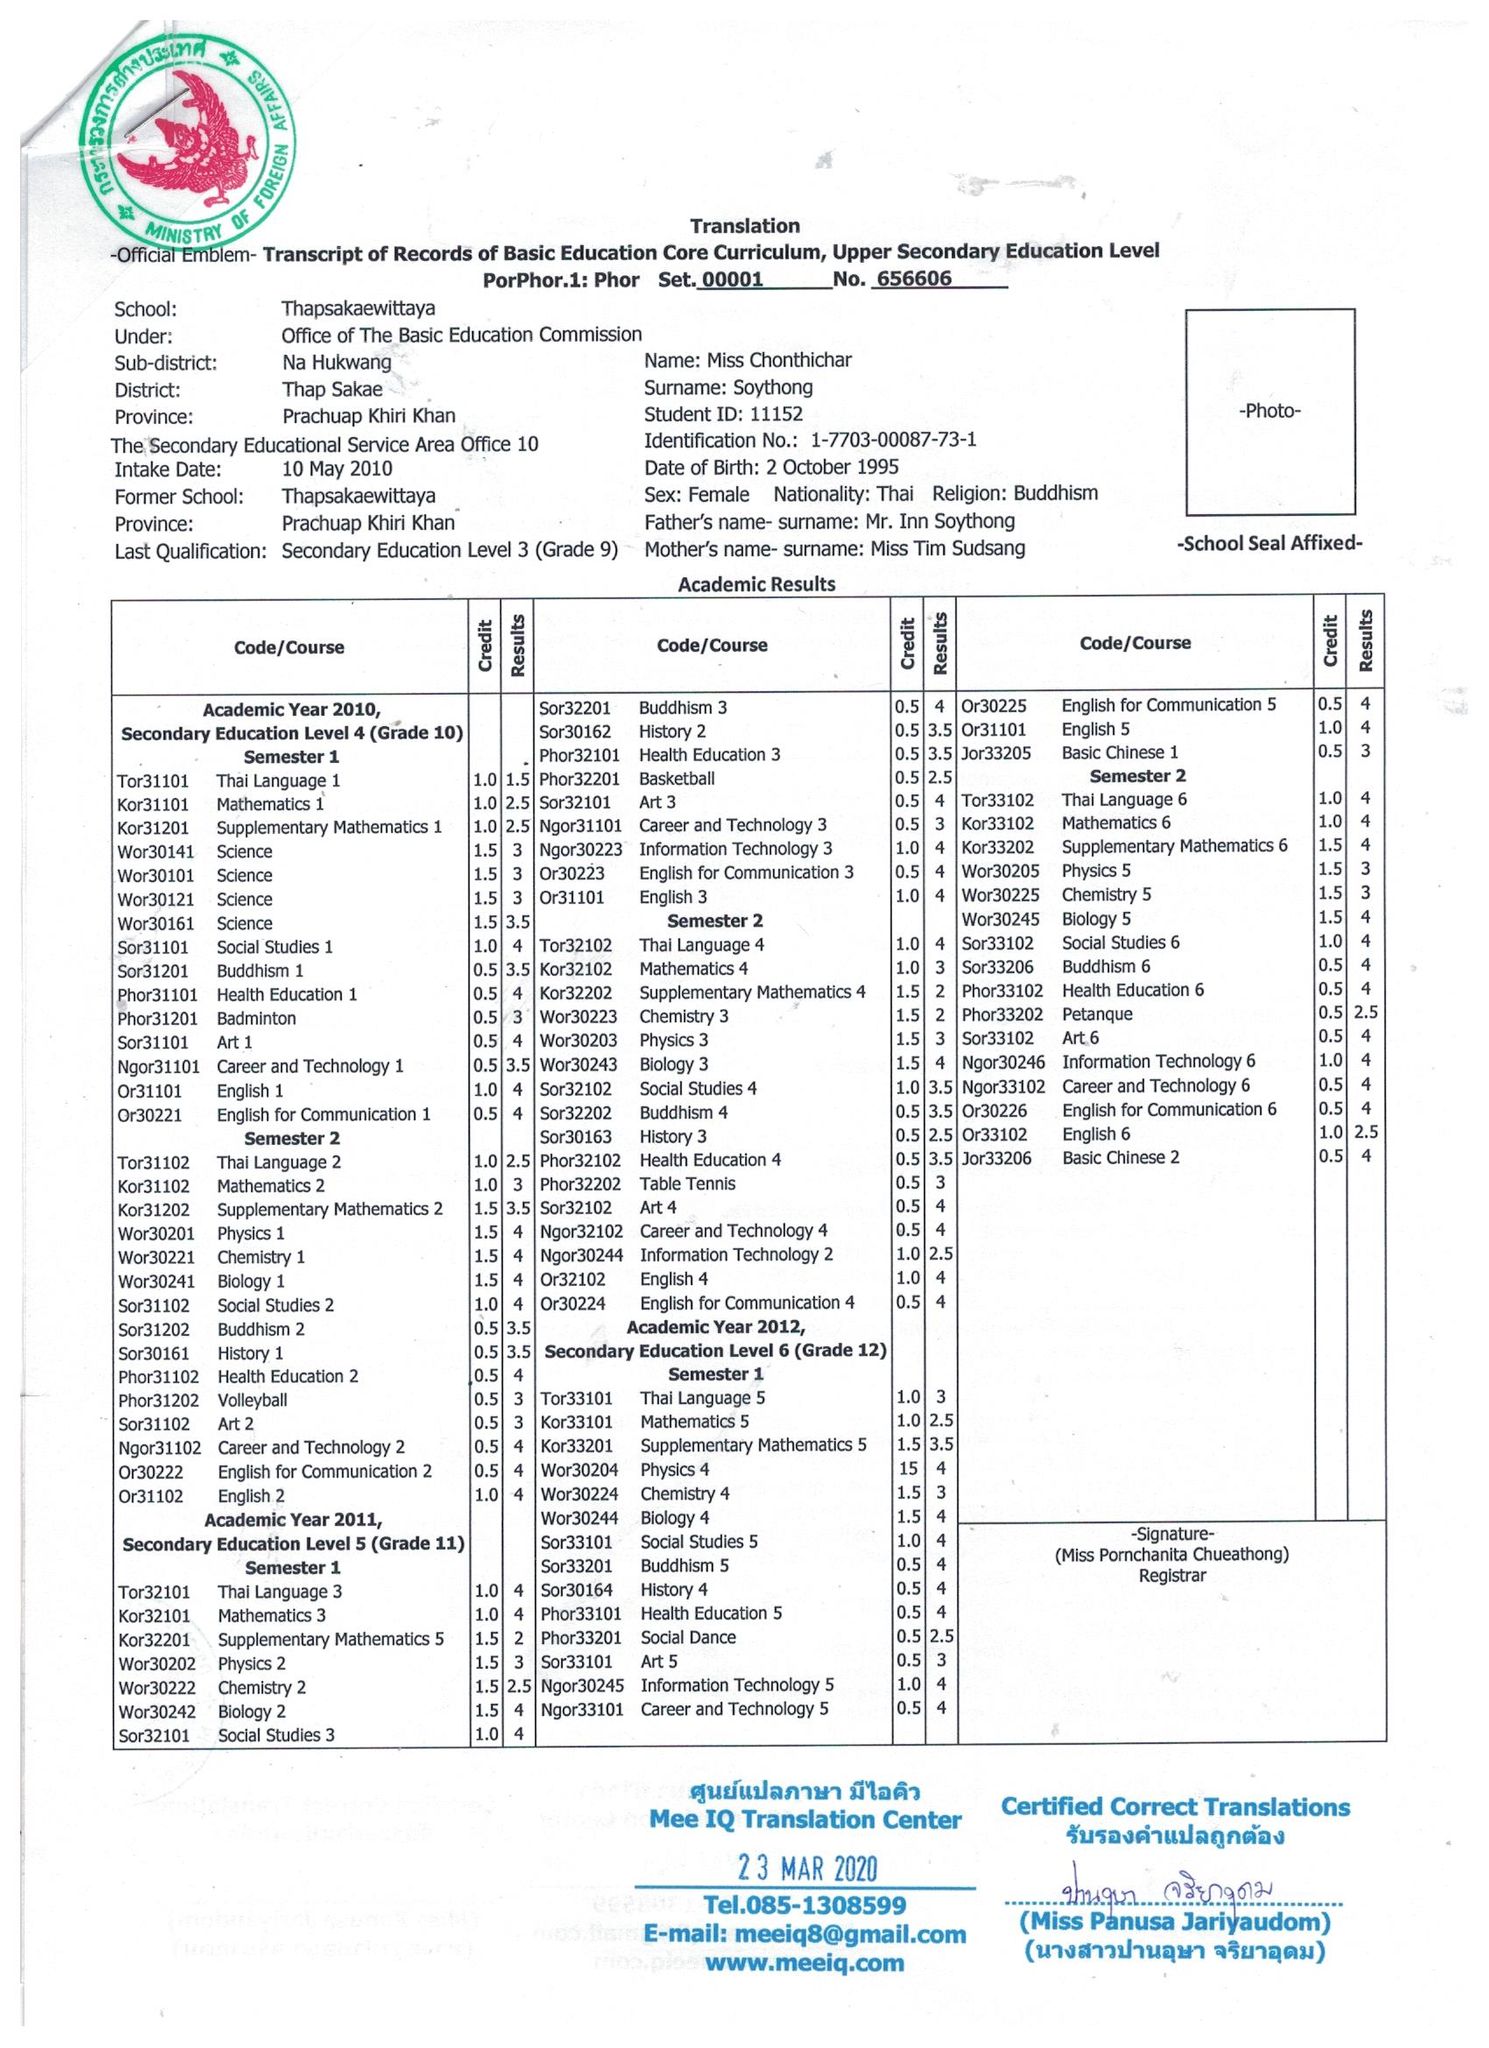 กระทรวงการต่างประเทศ
MINISTRY OF FOREIGN AFFAIRS
Translation
-Official Emblem- Transcript of Records of Basic Education Core Curriculum, Upper Secondary Education Level
PorPhor.1: Phor Set. 00001 No. 656606
School: Thapsakaewittaya
Under: Office of The Basic Education Commission
Sub-district: Na Hukwang
District: Thap Sakae
Province: Prachuap Khiri Khan
The Secondary Educational Service Area Office 10
Intake Date: 10 May 2010
Former School: Thapsakaewittaya
Province: Prachuap Khiri Khan
Last Qualification: Secondary Education Level 3 (Grade 9)
Name: Miss Chonthichar
Surname: Soythong
Student ID: 11152
Identification No.: 1-7703-00087-73-1
Date of Birth: 2 October 1995
Sex: Female Nationality: Thai Religion: Buddhism
Father's name- surname: Mr. Inn Soythong
Mother's name- surname: Miss Tim Sudsang
-Photo-
-School Seal Affixed-
Academic Results
Code/Course Credit Results
Academic Year 2010,
Secondary Education Level 4 (Grade 10)
Semester 1
Tor31101 Thai Language 1 1.0 1.5
Kor31101 Mathematics 1 1.0 2.5
Kor31201 Supplementary Mathematics 1 1.0 2.5
Wor30141 Science 1.5 3
Wor30101 Science 1.5 3
Wor30121 Science 1.5 3
Wor30161 Science 1.5 3.5
Sor31101 Social Studies 1 1.0 4
Sor31201 Buddhism 1 0.5 3.5
Phor31101 Health Education 1 0.5 4
Phor31201 Badminton 0.5 3
Sor31101 Art 1 0.5 4
Ngor31101 Career and Technology 1 0.5 3.5
Or31101 English 1 1.0 4
Or30221 English for Communication 1 0.5 4
Semester 2
Tor31102 Thai Language 2 1.0 2.5
Kor31102 Mathematics 2 1.0 3
Kor31202 Supplementary Mathematics 2 1.5 3.5
Wor30201 Physics 1 1.5 4
Wor30221 Chemistry 1 1.5 4
Wor30241 Biology 1 1.5 4
Sor31102 Social Studies 2 1.0 4
Sor31202 Buddhism 2 0.5 3.5
Sor30161 History 1 0.5 3.5
Phor31102 Health Education 2 0.5 4
Phor31202 Volleyball 0.5 3
Sor31102 Art 2 0.5 3
Ngor31102 Career and Technology 2 0.5 4
Or30222 English for Communication 2 0.5 4
Or31102 English 2 1.0 4
Academic Year 2011,
Secondary Education Level 5 (Grade 11)
Semester 1
Tor32101 Thai Language 3 1.0 4
Kor32101 Mathematics 3 1.0 4
Kor32201 Supplementary Mathematics 5 1.5 2
Wor30202 Physics 2 1.5 3
Wor30222 Chemistry 2 1.5 2.5
Wor30242 Biology 2 1.5 4
Sor32101 Social Studies 3 1.0 4
Code/Course Credit Results
Sor32201 Buddhism 3 0.5 4
Sor30162 History 2 0.5 3.5
Phor32101 Health Education 3 0.5 3.5
Phor32201 Basketball 0.5 2.5
Sor32101 Art 3 0.5 4
Ngor31101 Career and Technology 3 0.5 3
Ngor30223 Information Technology 3 1.0 4
Or30223 English for Communication 3 0.5 4
Or31101 English 3 1.0 4
Semester 2
Tor32102 Thai Language 4 1.0 4
Kor32102 Mathematics 4 1.0 3
Kor32202 Supplementary Mathematics 4 1.5 2
Wor30223 Chemistry 3 1.5 2
Wor30203 Physics 3 1.5 3
Wor30243 Biology 3 1.5 4
Sor32102 Social Studies 4 1.0 3.5
Sor32202 Buddhism 4 0.5 3.5
Sor30163 History 3 0.5 2.5
Phor32102 Health Education 4 0.5 3.5
Phor32202 Table Tennis 0.5 3
Sor32102 Art 4 0.5 4
Ngor32102 Career and Technology 4 0.5 4
Ngor30244 Information Technology 2 1.0 2.5
Or32102 English 4 1.0 4
Or30224 English for Communication 4 0.5 4
Academic Year 2012,
Secondary Education Level 6 (Grade 12)
Semester 1
Tor33101 Thai Language 5 1.0 3
Kor33101 Mathematics 5 1.0 2.5
Kor33201 Supplementary Mathematics 5 1.5 3.5
Wor30204 Physics 4 15 4
Wor30224 Chemistry 4 1.5 3
Wor30244 Biology 4 1.5 4
Sor33101 Social Studies 5 1.0 4
Sor33201 Buddhism 5 0.5 4
Sor30164 History 4 0.5 4
Phor33101 Health Education 5 0.5 4
Phor33201 Social Dance 0.5 2.5
Sor33101 Art 5 0.5 3
Ngor30245 Information Technology 5 1.0 4
Ngor33101 Career and Technology 5 0.5 4
Code/Course Credit Results
Or30225 English for Communication 5 0.5 4
Or31101 English 5 1.0 4
Jor33205 Basic Chinese 1 0.5 3
Semester 2
Tor33102 Thai Language 6 1.0 4
Kor33102 Mathematics 6 1.0 4
Kor33202 Supplementary Mathematics 6 1.5 4
Wor30205 Physics 5 1.5 3
Wor30225 Chemistry 5 1.5 3
Wor30245 Biology 5 1.5 4
Sor33102 Social Studies 6 1.0 4
Sor33206 Buddhism 6 0.5 4
Phor33102 Health Education 6 0.5 4
Phor33202 Petanque 0.5 2.5
Sor33102 Art 6 0.5 4
Ngor30246 Information Technology 6 1.0 4
Ngor33102 Career and Technology 6 0.5 4
Or30226 English for Communication 6 0.5 4
Or33102 English 6 1.0 2.5
Jor33206 Basic Chinese 2 0.5 4
-Signature-
(Miss Pornchanita Chueathong)
Registrar
ศูนย์แปลภาษา มีไอคิว
Mee IQ Translation Center
23 MAR 2020
Tel.085-1308599
E-mail: meeiq8@gmail.com
www.meeiq.com
Certified Correct Translations
รับรองคำแปลถูกต้อง
ปานอุษา จริยาอุดม
(Miss Panusa Jariyaudom)
(นางสาวปานอุษา จริยาอุดม)